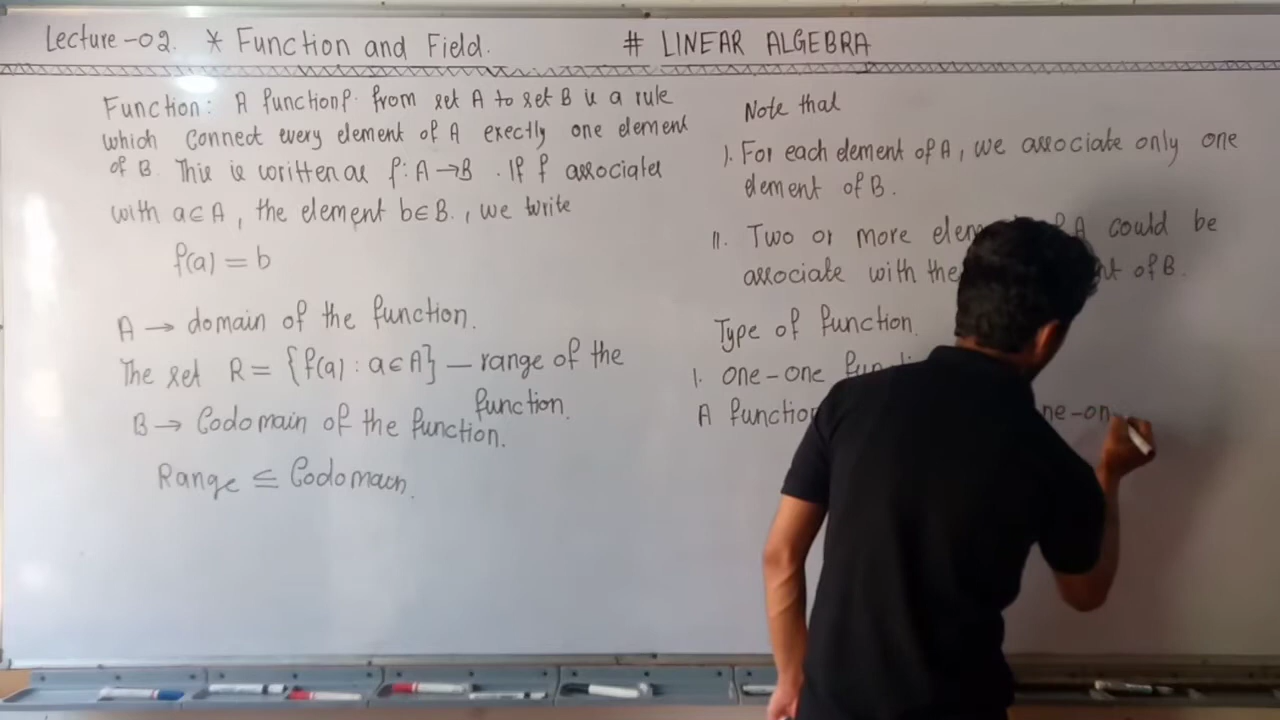 Lecture-02. * Function and Field. # LINEAR ALGEBRA
Function: A function f. from set A to set B is a rule
which connect every element of A exectly one element
of B. This is written as f: A→B. If f associates
with a∈A, the element b∈B., we write
f(a) = b
A → domain of the function.
The set R = {f(a) : a∈A} — range of the
function.
B → Codomain of the function.
Range ⊆ Codomain.
Note that
). For each element of A, we associate only one
element of B.
11. Two or more A could be
associate with the of B.
Type of function.
1. one-one
A function